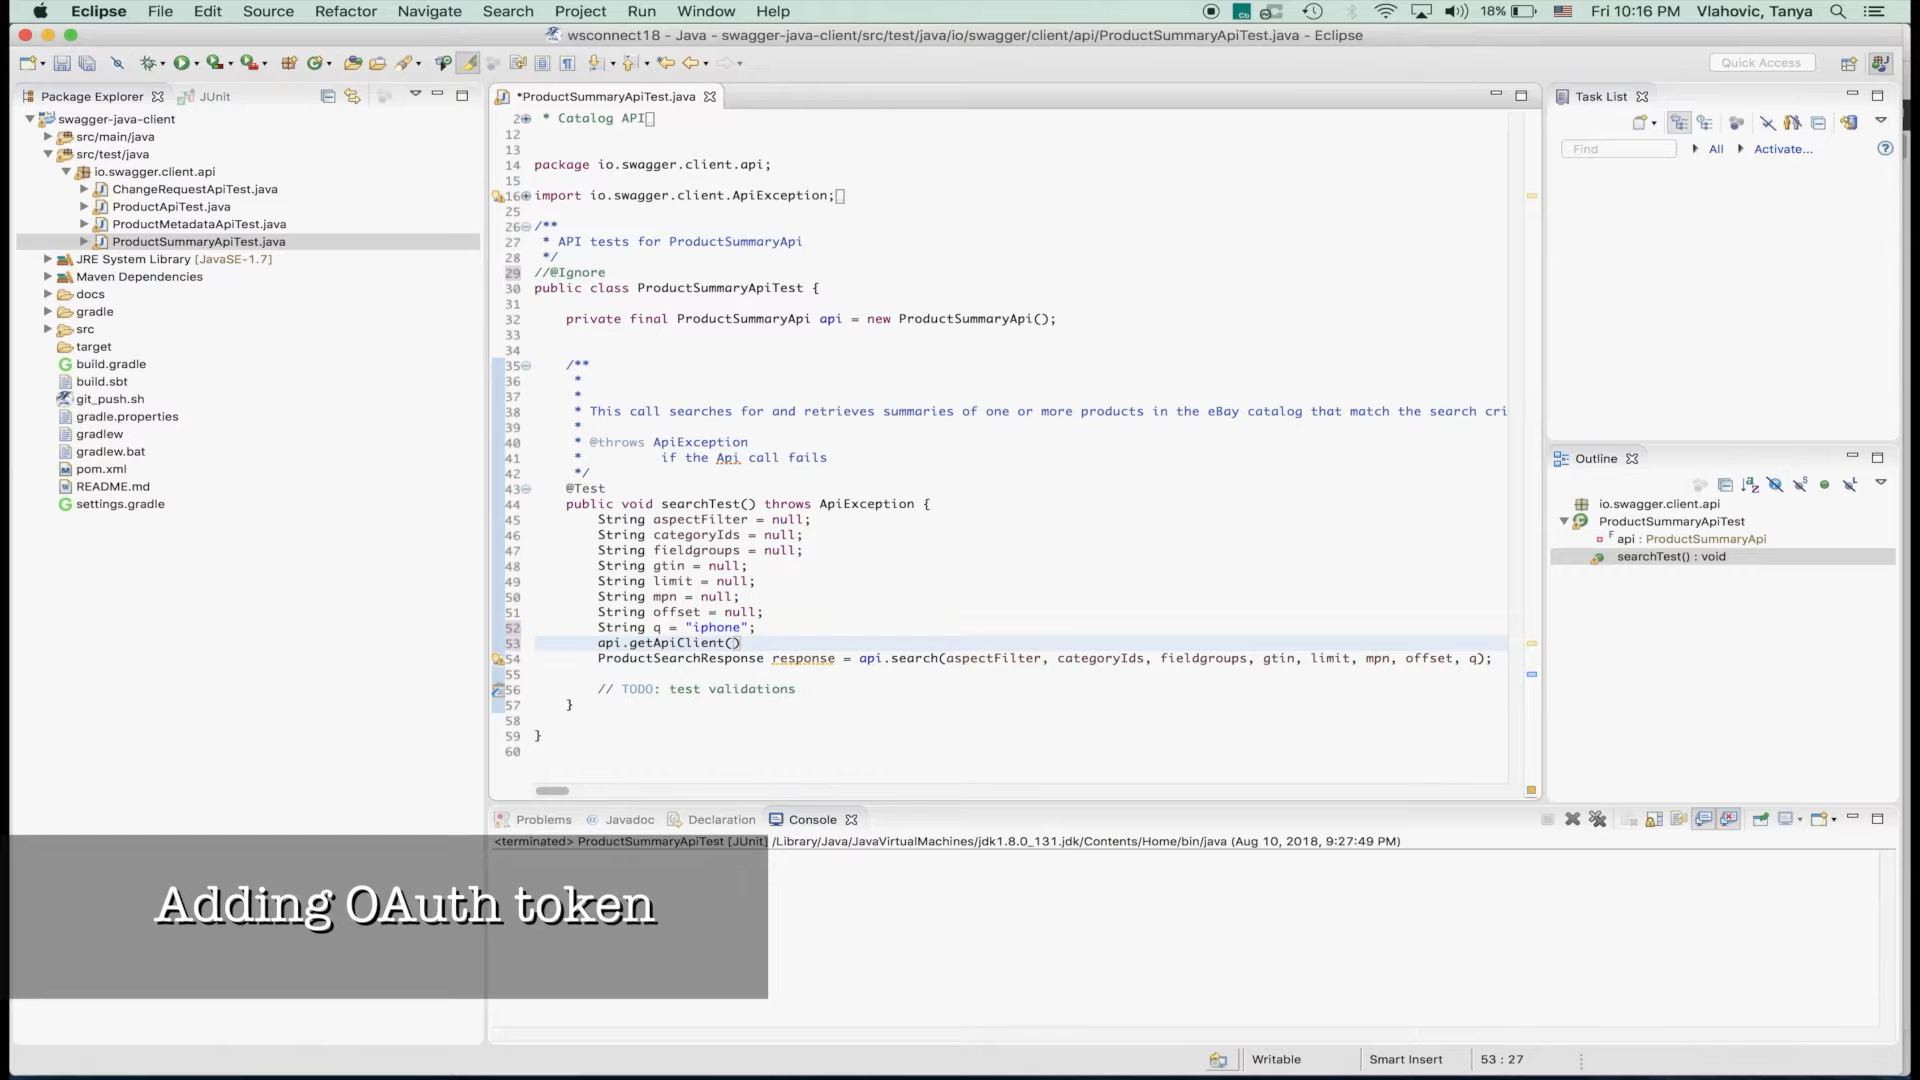 Eclipse File Edit Source Refactor Navigate Search Project Run Window Help 18% Fri 10:16 PM Vlahovic, Tanya
wsconnect18 - Java - swagger-java-client/src/test/java/io/swagger/client/api/ProductSummaryApiTest.java - Eclipse
Quick Access
Package Explorer JUnit
swagger-java-client
src/main/java
src/test/java
io.swagger.client.api
ChangeRequestApiTest.java
ProductApiTest.java
ProductMetadataApiTest.java
ProductSummaryApiTest.java
JRE System Library [JavaSE-1.7]
Maven Dependencies
docs
gradle
src
target
build.gradle
build.sbt
git_push.sh
gradle.properties
gradlew
gradlew.bat
pom.xml
README.md
settings.gradle
*ProductSummaryApiTest.java
2 * Catalog API
12
13
14 package io.swagger.client.api;
15
16 import io.swagger.client.ApiException;
25
26 /**
27 * API tests for ProductSummaryApi
28 */
29 //@Ignore
30 public class ProductSummaryApiTest {
31
32 private final ProductSummaryApi api = new ProductSummaryApi();
33
34
35 /**
36 *
37 *
38 * This call searches for and retrieves summaries of one or more products in the eBay catalog that match the search cri
39 *
40 * @throws ApiException
41 * if the Api call fails
42 */
43 @Test
44 public void searchTest() throws ApiException {
45 String aspectFilter = null;
46 String categoryIds = null;
47 String fieldgroups = null;
48 String gtin = null;
49 String limit = null;
50 String mpn = null;
51 String offset = null;
52 String q = "iphone";
53 api.getApiClient()
54 ProductSearchResponse response = api.search(aspectFilter, categoryIds, fieldgroups, gtin, limit, mpn, offset, q);
55
56 // TODO: test validations
57 }
58
59 }
60
Task List
Find All Activate...
Outline
io.swagger.client.api
ProductSummaryApiTest
api : ProductSummaryApi
searchTest() : void
Problems @ Javadoc Declaration Console
<terminated> ProductSummaryApiTest [JUnit] /Library/Java/JavaVirtualMachines/jdk1.8.0_131.jdk/Contents/Home/bin/java (Aug 10, 2018, 9:27:49 PM)
Adding OAuth token
Writable Smart Insert 53 : 27